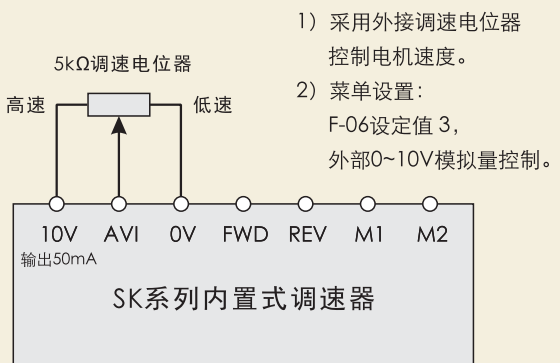 1）采用外接调速电位器
控制电机速度。
2）菜单设置：
F-06设定值 3，
外部0~10V模拟量控制。
5kΩ调速电位器
高速
低速
10V AVI 0V FWD REV M1 M2
输出50mA
SK系列内置式调速器